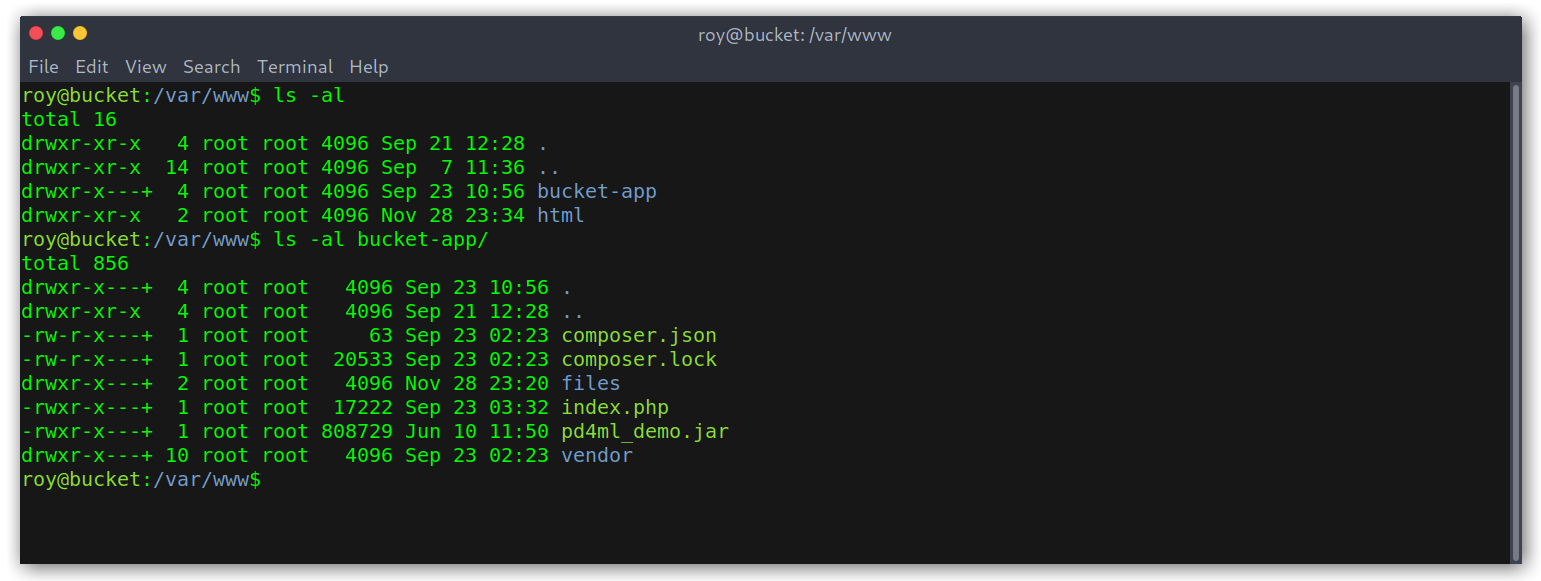 roy@bucket: /var/www
File Edit View Search Terminal Help
roy@bucket:/var/www$ ls -al
total 16
drwxr-xr-x   4 root root 4096 Sep 21 12:28 .
drwxr-xr-x  14 root root 4096 Sep  7 11:36 ..
drwxr-x---+  4 root root 4096 Sep 23 10:56 bucket-app
drwxr-xr-x   2 root root 4096 Nov 28 23:34 html
roy@bucket:/var/www$ ls -al bucket-app/
total 856
drwxr-x---+  4 root root   4096 Sep 23 10:56 .
drwxr-xr-x   4 root root   4096 Sep 21 12:28 ..
-rw-r-x---+  1 root root     63 Sep 23 02:23 composer.json
-rw-r-x---+  1 root root  20533 Sep 23 02:23 composer.lock
drwxr-x---+  2 root root   4096 Nov 28 23:20 files
-rwxr-x---+  1 root root  17222 Sep 23 03:32 index.php
-rwxr-x---+  1 root root 808729 Jun 10 11:50 pd4ml_demo.jar
drwxr-x---+ 10 root root   4096 Sep 23 02:23 vendor
roy@bucket:/var/www$